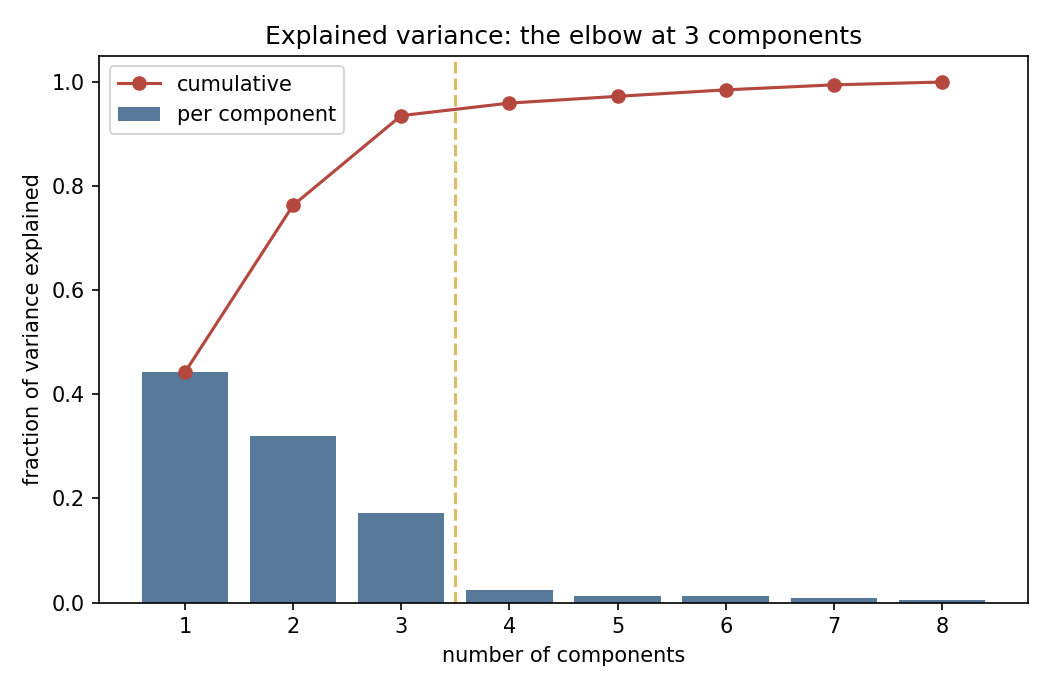 Explained variance: the elbow at 3 components
cumulative
per component
1.0
0.8
0.6
0.4
0.2
0.0
fraction of variance explained
1 2 3 4 5 6 7 8
number of components